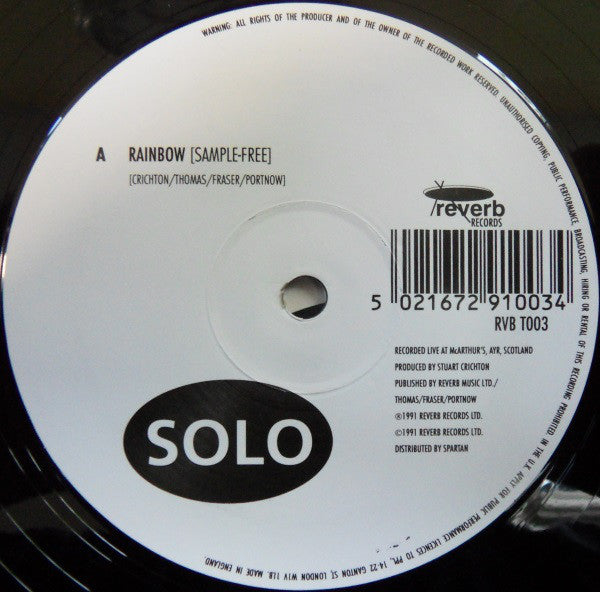 WARNING: ALL RIGHTS OF THE PRODUCER AND OF THE OWNER OF THE RECORDED WORK RESERVED. UNAUTHORISED COPYING, PUBLIC PERFORMANCE, BROADCASTING, HIRING OR RENTAL OF THIS RECORDING PROHIBITED IN THE U.K. APPLY FOR PUBLIC PERFORMANCE LICENCES TO PPL, 14-22 GANTON ST, LONDON W1V 1LB. MADE IN ENGLAND.
A RAINBOW [SAMPLE-FREE]
[CRICHTON/THOMAS/FRASER/PORTNOW]
reverb
RECORDS
5 021672 910034
RVB T003
RECORDED LIVE AT McARTHUR'S, AYR, SCOTLAND
PRODUCED BY STUART CRICHTON
PUBLISHED BY REVERB MUSIC LTD./
THOMAS/FRASER/PORTNOW
℗1991 REVERB RECORDS LTD.
©1991 REVERB RECORDS LTD.
DISTRIBUTED BY SPARTAN
SOLO